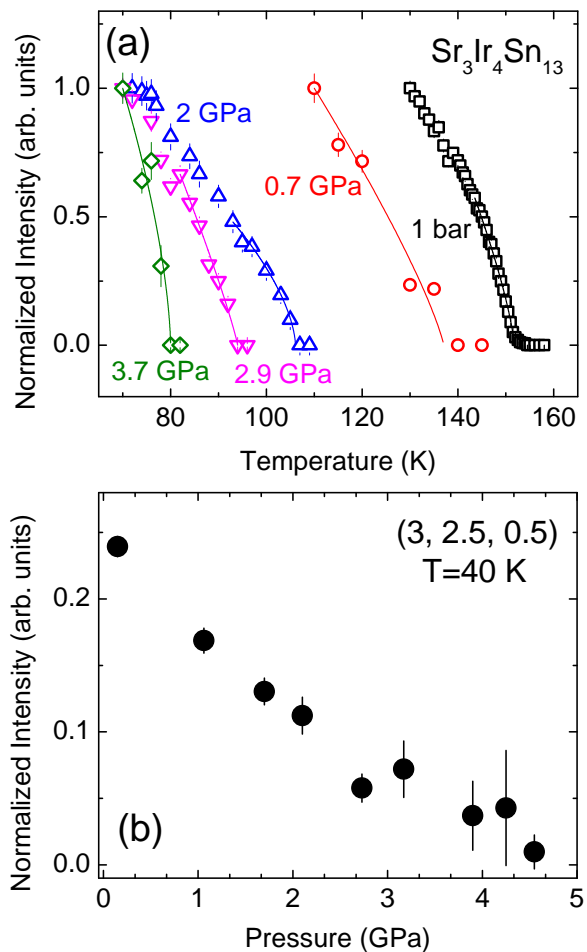 (a)
Sr₃Ir₄Sn₁₃
2 GPa
0.7 GPa
1 bar
3.7 GPa
2.9 GPa
Normalized Intensity (arb. units)
1.0
0.5
0.0
80
100
120
140
160
Temperature (K)
(3, 2.5, 0.5)
T=40 K
(b)
Normalized Intensity (arb. units)
0.2
0.1
0.0
0
1
2
3
4
5
Pressure (GPa)